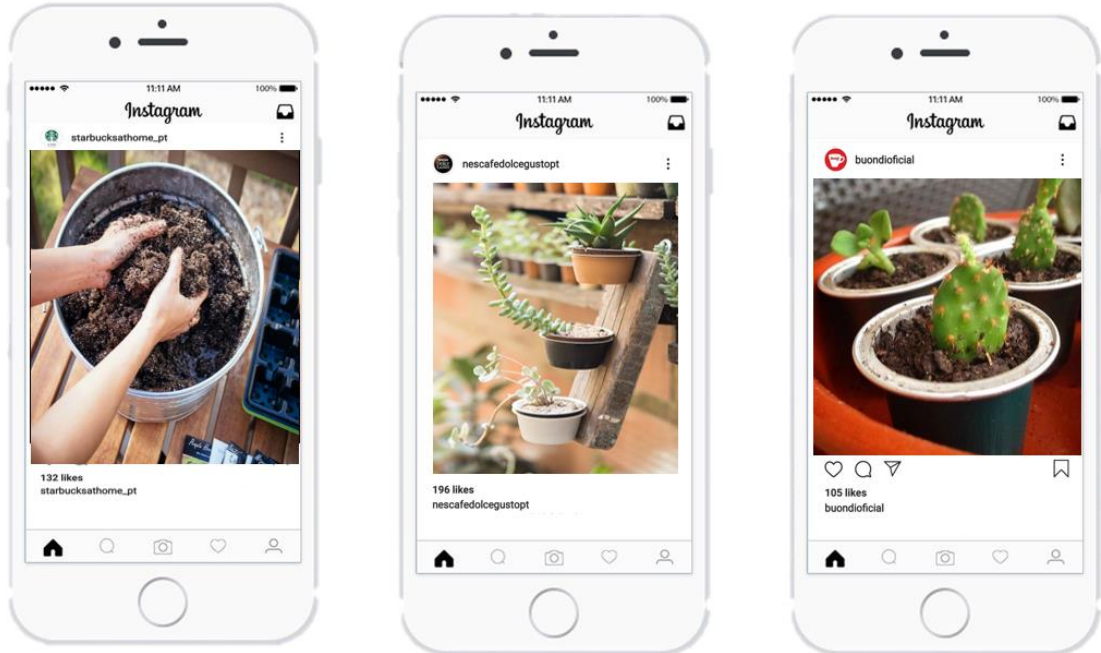 11:11 AM
100%
Instagram
starbucksathome_pt
132 likes
starbucksathome_pt
11:11 AM
100%
Instagram
nescafedolcegustopt
196 likes
nescafedolcegustopt
11:11 AM
100%
Instagram
buondioficial
105 likes
buondioficial